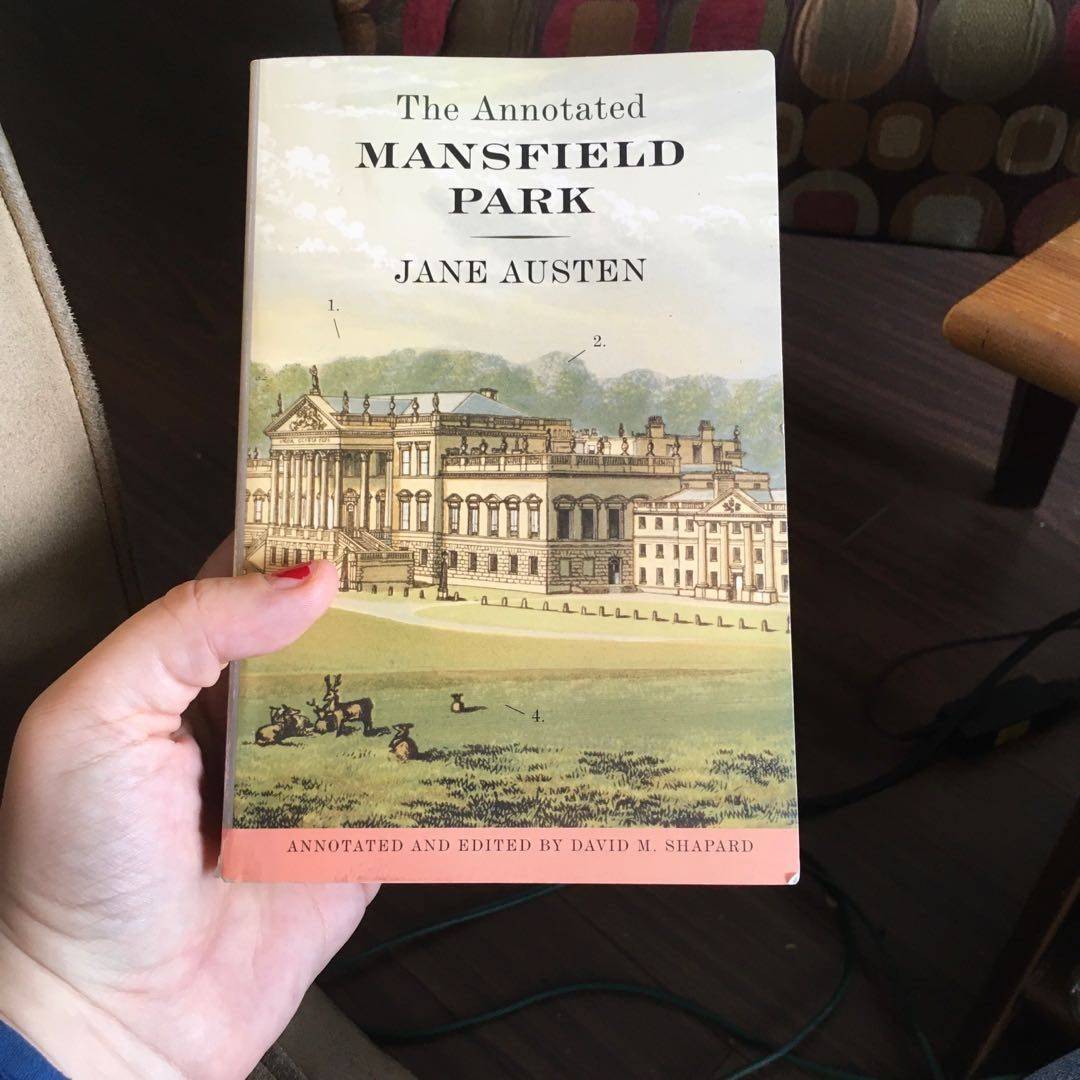 The Annotated
MANSFIELD
PARK
JANE AUSTEN
1.
2.
4.
ANNOTATED AND EDITED BY DAVID M. SHAPARD